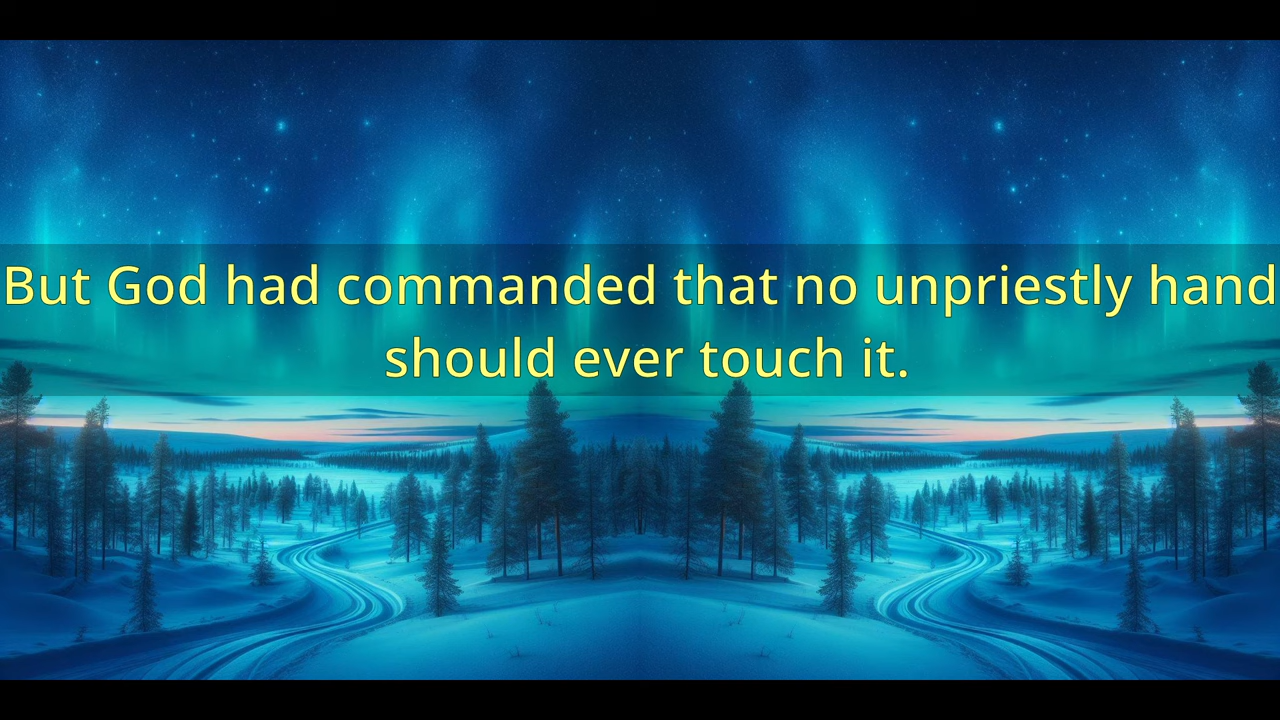 But God had commanded that no unpriestly hand
should ever touch it.